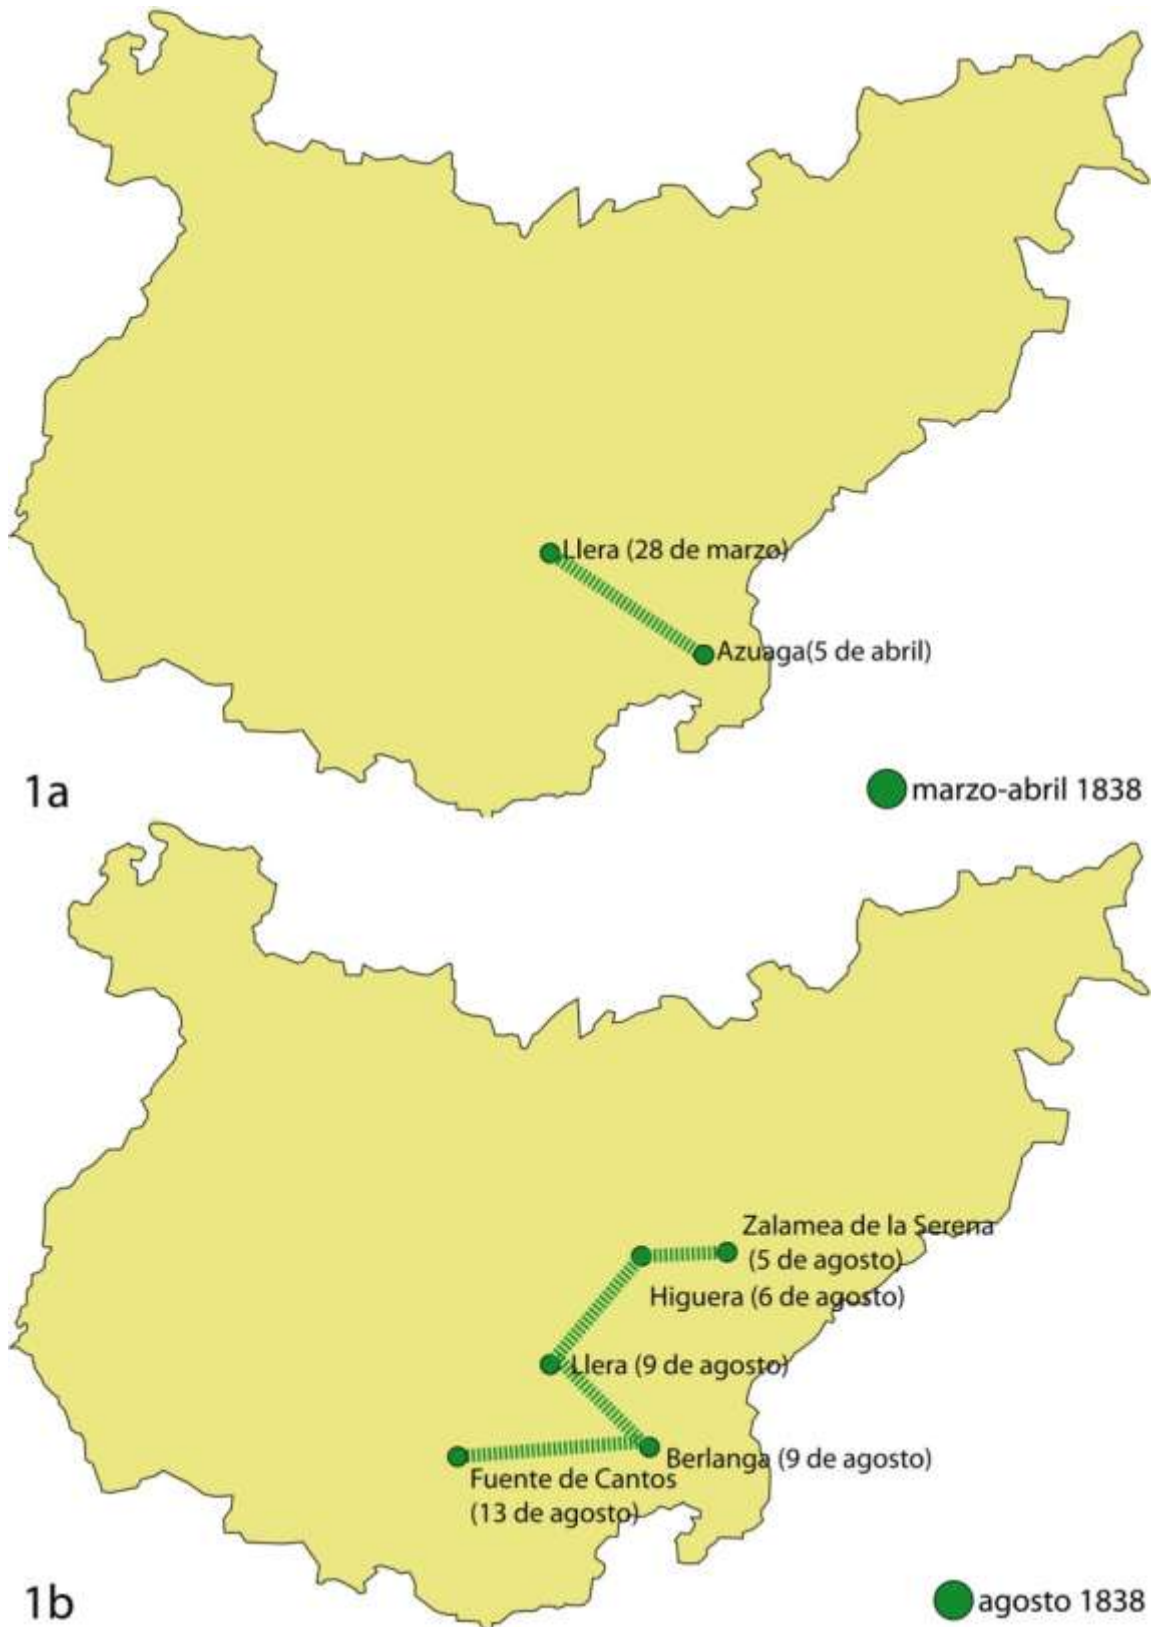 Llera (28 de marzo)
Azuaga(5 de abril)
1a
marzo-abril 1838
Zalamea de la Serena
(5 de agosto)
Higuera (6 de agosto)
Llera (9 de agosto)
Berlanga (9 de agosto)
Fuente de Cantos
(13 de agosto)
1b
agosto 1838